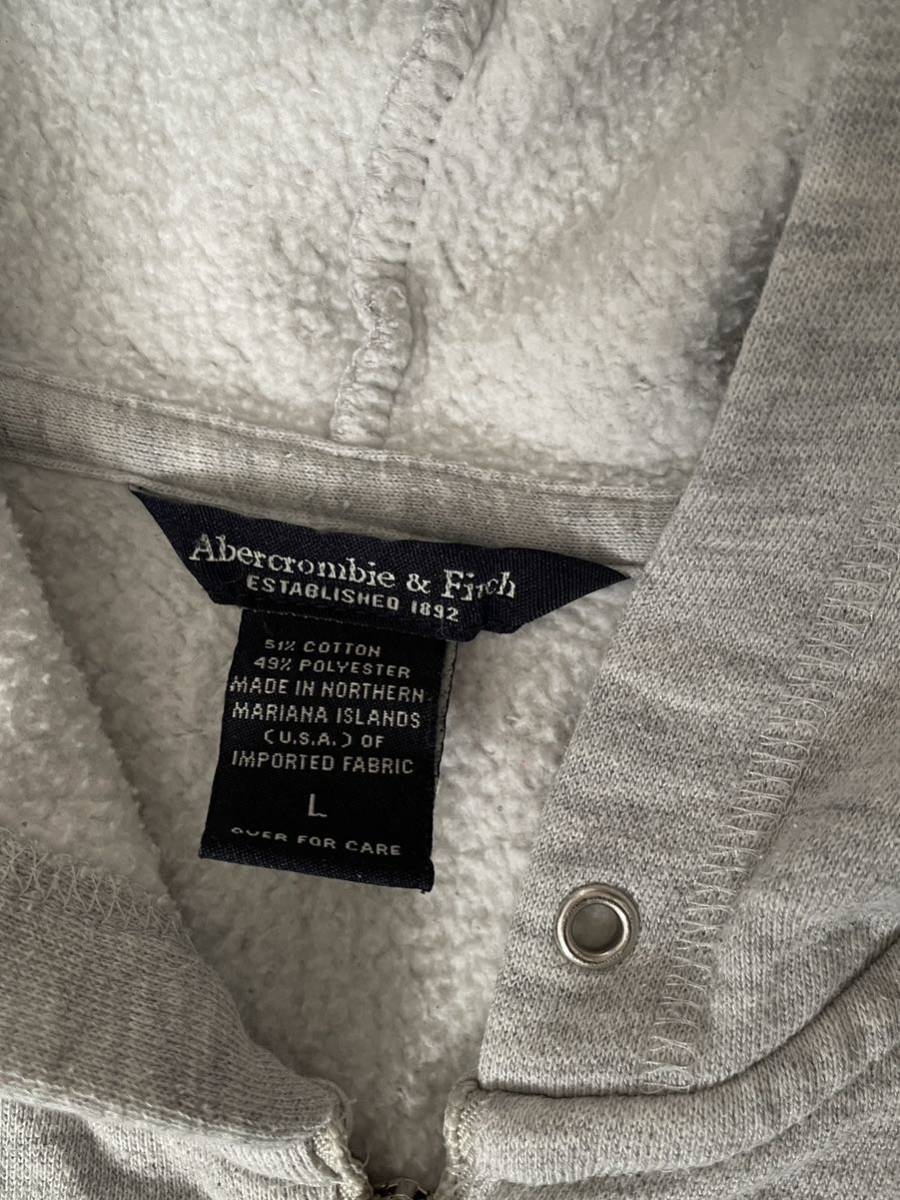 Abercrombie & Fitch
ESTABLISHED 1892
51% COTTON
49% POLYESTER
MADE IN NORTHERN
MARIANA ISLANDS
(U.S.A.) OF
IMPORTED FABRIC
L
OVER FOR CARE